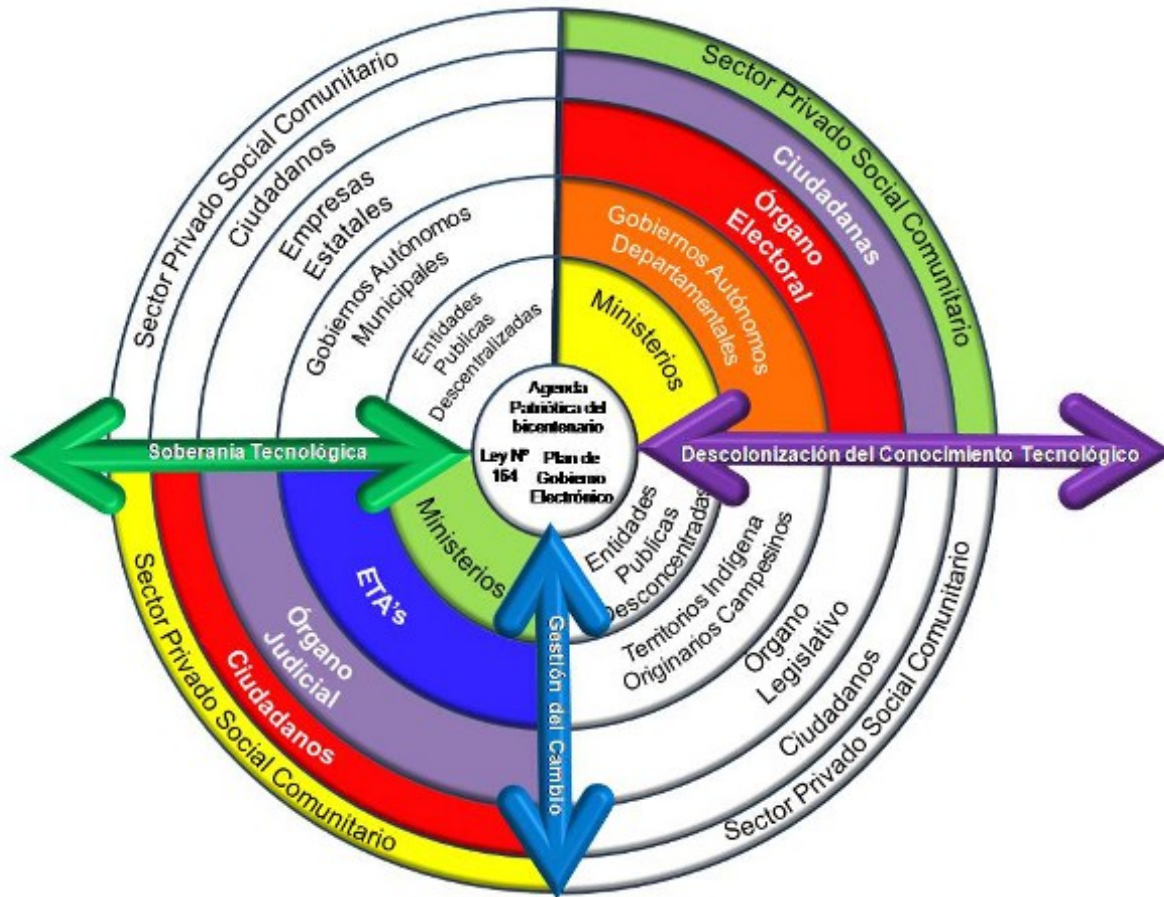 Sector Privado Social Comunitario
Ciudadanos
Empresas
Estatales
Gobiernos Autónomos
Municipales
Entidades
Publicas
Descentralizadas
Sector Privado Social Comunitario
Ciudadanas
Órgano
Electoral
Gobiernos Autónomos
Departamentales
Ministerios
Agenda
Patriótica del
bicentenario
Ley Nº
164
Plan de
Gobierno
Electrónico
Soberania Tecnológica
Descolonización del Conocimiento Tecnológico
Gestión del Cambio
Ministerios
ETA's
Órgano
Judicial
Ciudadanos
Sector Privado Social Comunitario
Entidades
Publicas
Desconcentradas
Territorios Indígena
Originarios Campesinos
Organo
Legislativo
Ciudadanos
Sector Privado Social Comunitario